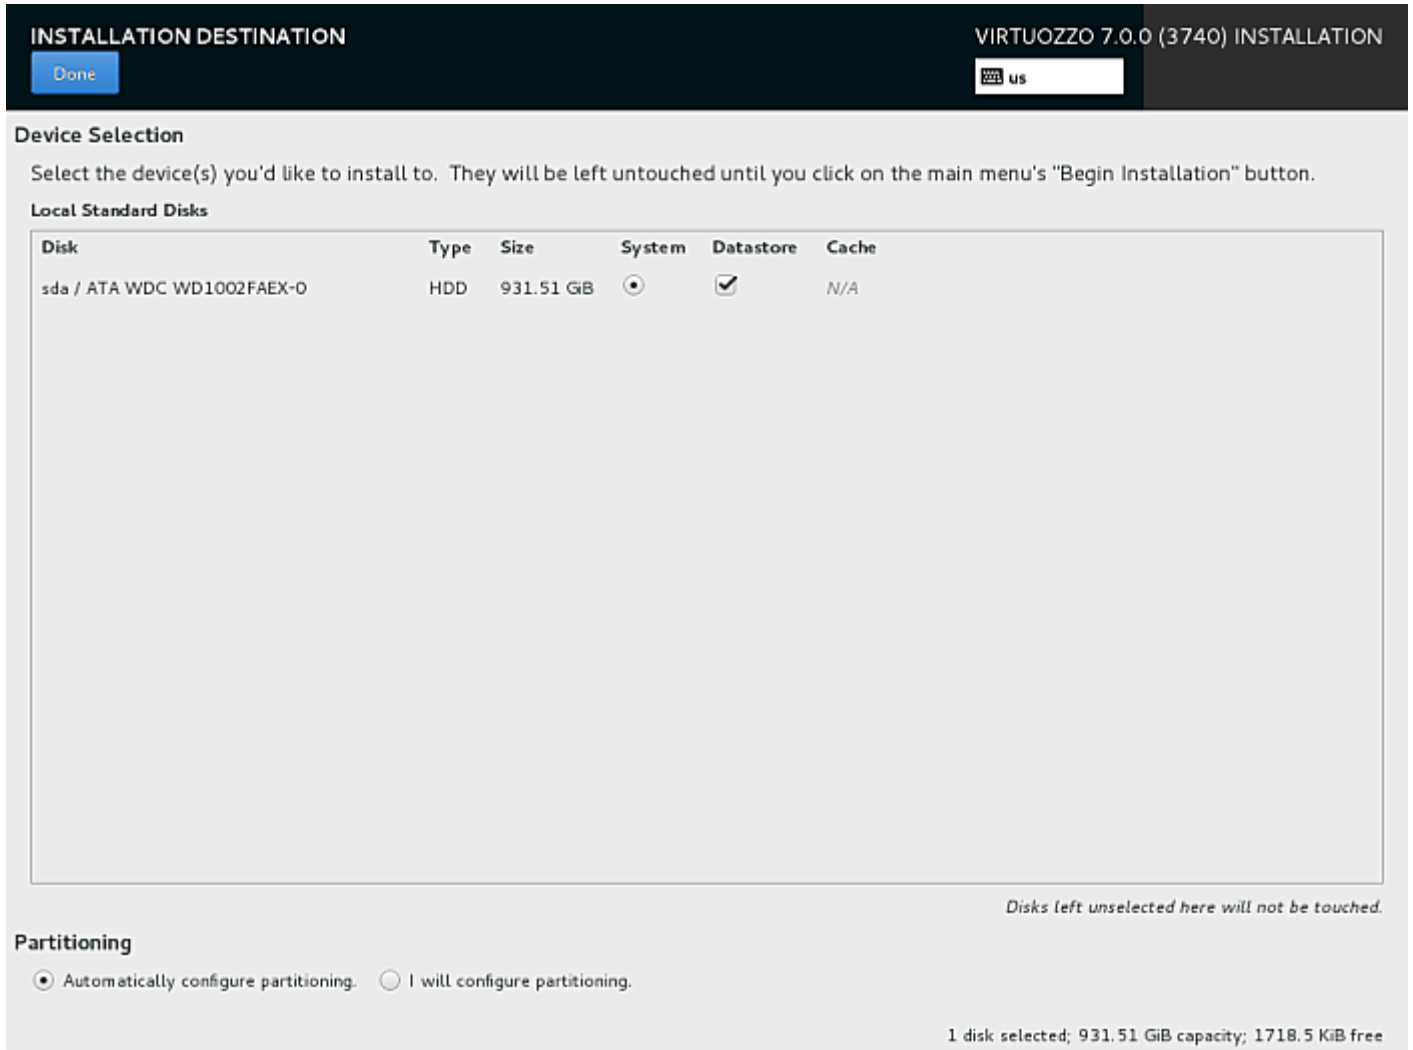 INSTALLATION DESTINATION
VIRTUOZZO 7.0.0 (3740) INSTALLATION
Done
us
Device Selection
Select the device(s) you'd like to install to.  They will be left untouched until you click on the main menu's "Begin Installation" button.
Local Standard Disks
Disk Type Size System Datastore Cache
sda / ATA WDC WD1002FAEX-0 HDD 931.51 GiB N/A
Disks left unselected here will not be touched.
Partitioning
Automatically configure partitioning. I will configure partitioning.
1 disk selected; 931.51 GiB capacity; 1718.5 KiB free